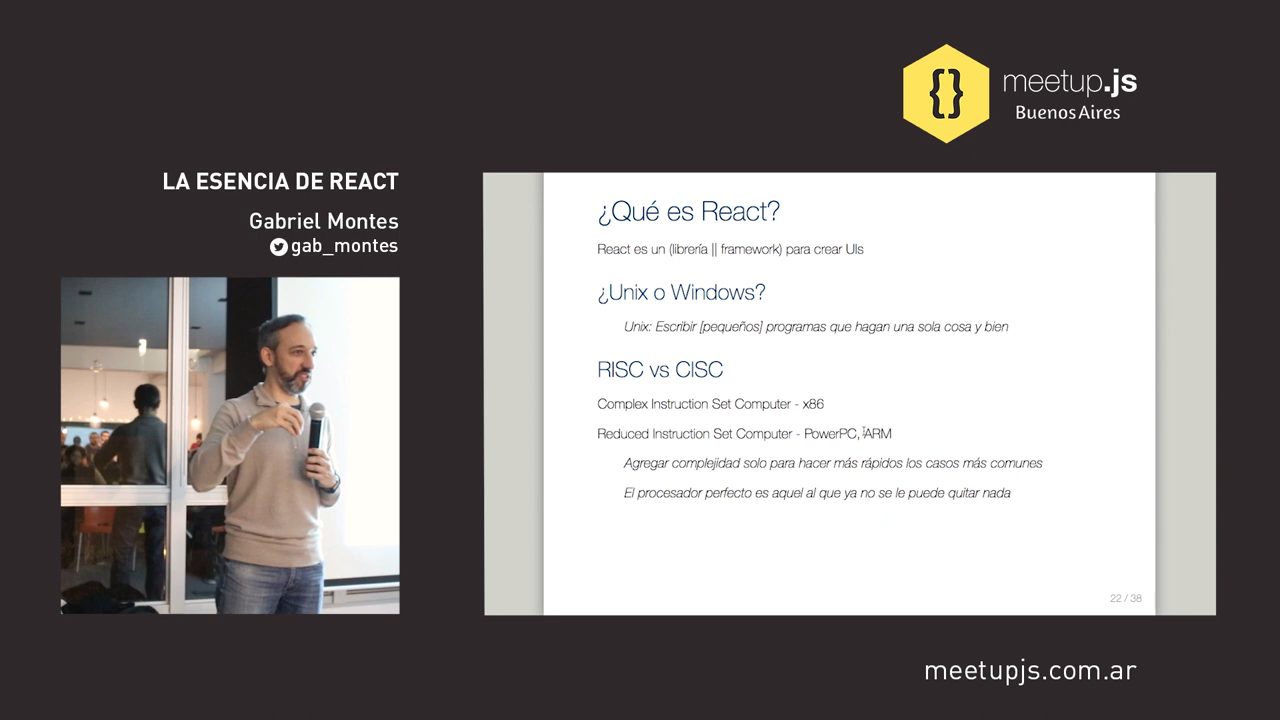 {}
meetup.js
Buenos Aires
LA ESENCIA DE REACT
Gabriel Montes
gab_montes
¿Qué es React?
React es un (librería || framework) para crear UIs
¿Unix o Windows?
Unix: Escribir [pequeños] programas que hagan una sola cosa y bien
RISC vs CISC
Complex Instruction Set Computer - x86
Reduced Instruction Set Computer - PowerPC, ARM
Agregar complejidad solo para hacer más rápidos los casos más comunes
El procesador perfecto es aquel al que ya no se le puede quitar nada
22 / 38
meetupjs.com.ar